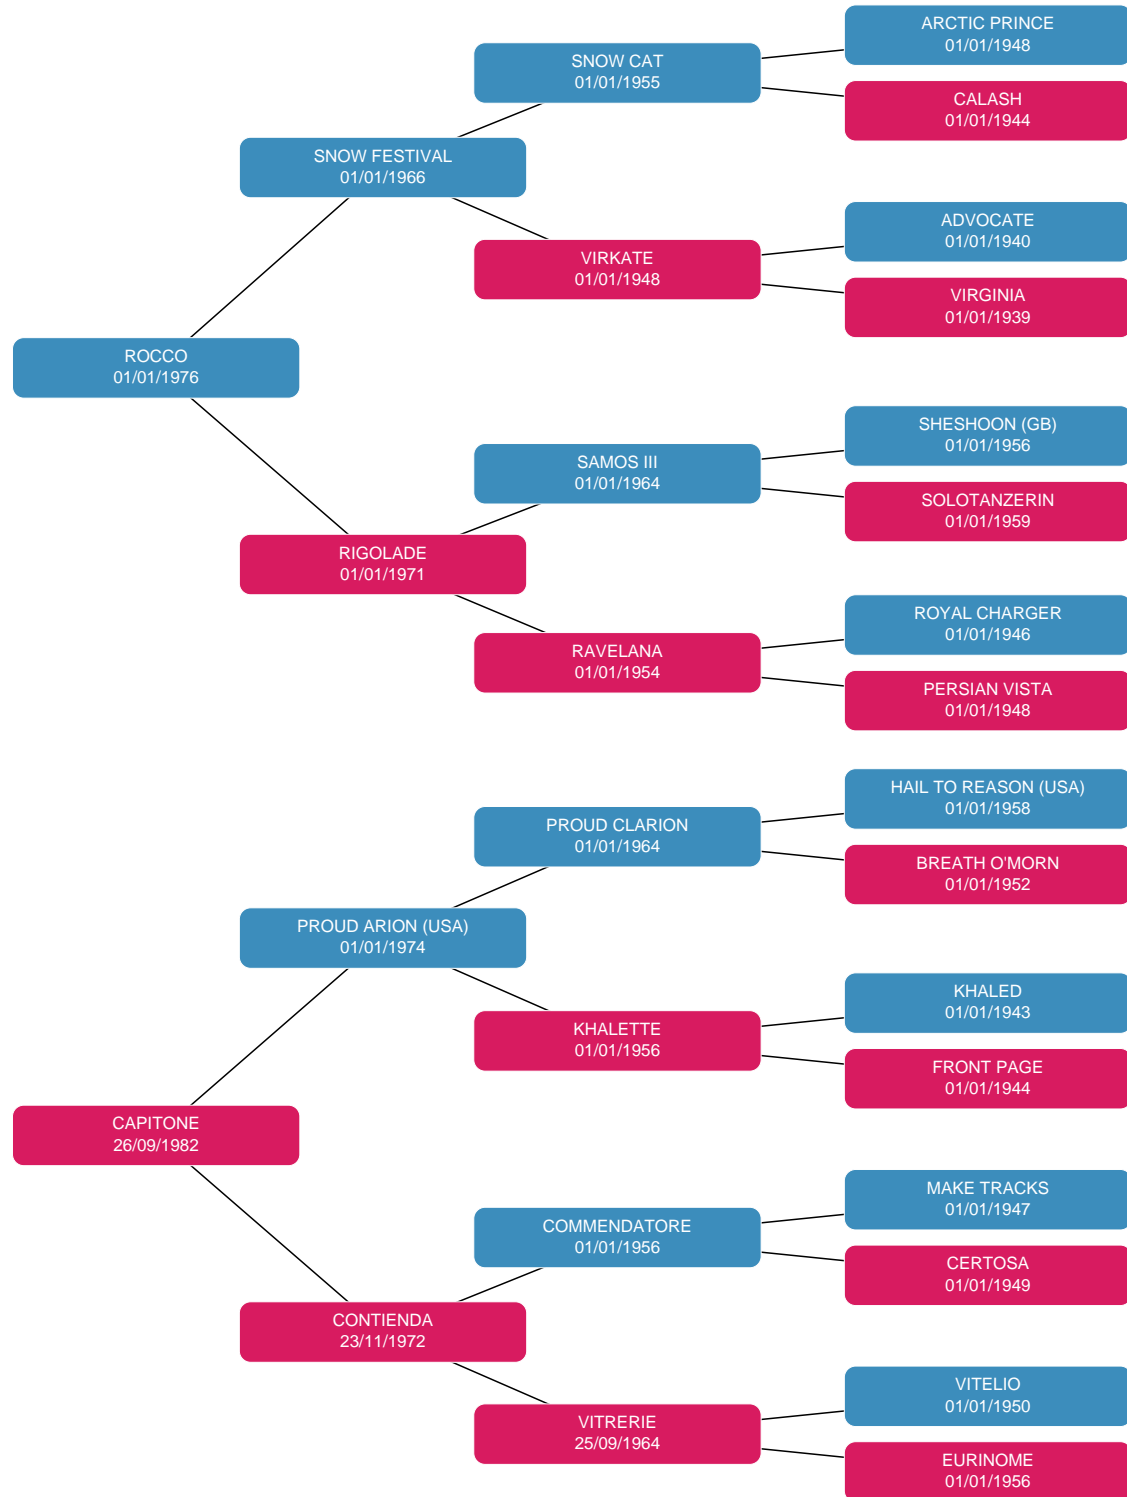 ARCTIC PRINCE
01/01/1948
SNOW CAT
01/01/1955
CALASH
01/01/1944
SNOW FESTIVAL
01/01/1966
ADVOCATE
01/01/1940
VIRKATE
01/01/1948
VIRGINIA
01/01/1939
ROCCO
01/01/1976
SHESHOON (GB)
01/01/1956
SAMOS III
01/01/1964
SOLOTANZERIN
01/01/1959
RIGOLADE
01/01/1971
ROYAL CHARGER
01/01/1946
RAVELANA
01/01/1954
PERSIAN VISTA
01/01/1948
HAIL TO REASON (USA)
01/01/1958
PROUD CLARION
01/01/1964
BREATH O'MORN
01/01/1952
PROUD ARION (USA)
01/01/1974
KHALED
01/01/1943
KHALETTE
01/01/1956
FRONT PAGE
01/01/1944
CAPITONE
26/09/1982
MAKE TRACKS
01/01/1947
COMMENDATORE
01/01/1956
CERTOSA
01/01/1949
CONTIENDA
23/11/1972
VITELIO
01/01/1950
VITRERIE
25/09/1964
EURINOME
01/01/1956